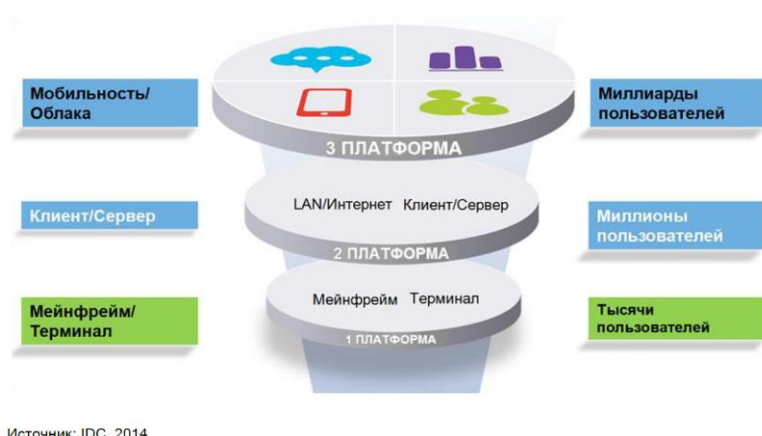 Мобильность/
Облака
Миллиарды
пользователей
3 ПЛАТФОРМА
Клиент/Сервер
LAN/Интернет Клиент/Сервер
Миллионы
пользователей
2 ПЛАТФОРМА
Мейнфрейм/
Терминал
Мейнфрейм Терминал
Тысячи
пользователей
1 ПЛАТФОРМА
Источник: IDC, 2014